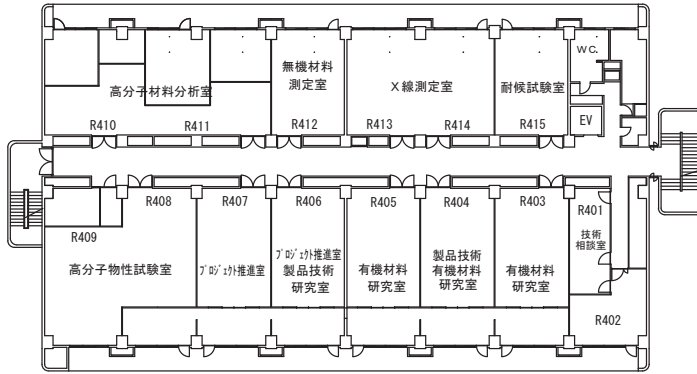 高分子材料分析室
無機材料
測定室
X線測定室
耐候試験室
WC.
EV
R410
R411
R412
R413
R414
R415
R409
R408
R407
R406
R405
R404
R403
R401
高分子物性試験室
プロジェクト推進室
プロジェクト推進室
製品技術
研究室
有機材料
研究室
製品技術
有機材料
研究室
有機材料
研究室
技術
相談室
R402